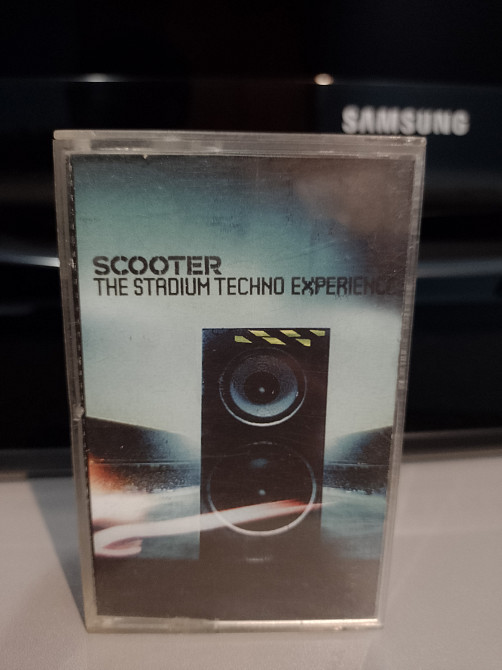 SAMSUNG
SCOOTER
THE STADIUM TECHNO EXPERIENCE